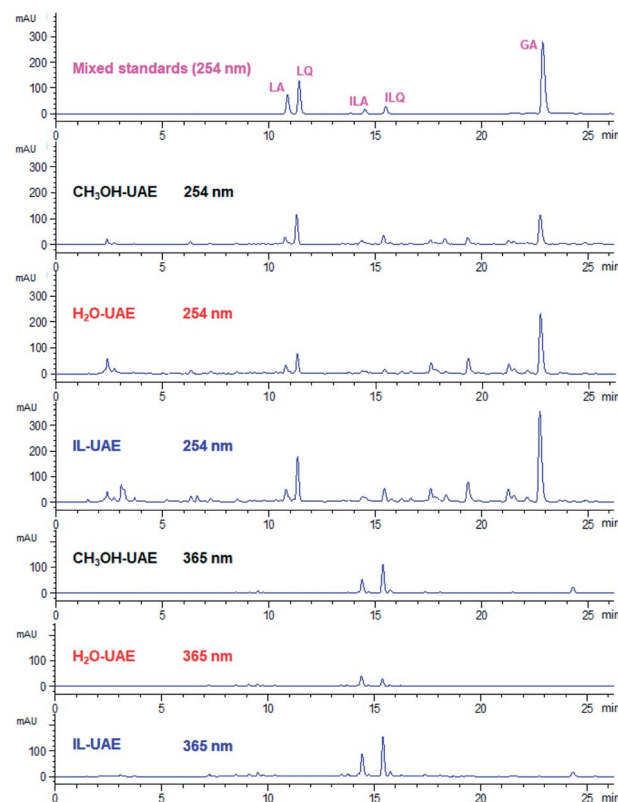 mAU
300
200
100
0
Mixed standards (254 nm)
LA
LQ
ILA
ILQ
GA
0 5 10 15 20 25 min
mAU
300
200
100
0
CH₃OH-UAE 254 nm
0 5 10 15 20 25 min
mAU
300
200
100
0
H₂O-UAE 254 nm
0 5 10 15 20 25 min
mAU
300
200
100
0
IL-UAE 254 nm
0 5 10 15 20 25 min
mAU
100
0
CH₃OH-UAE 365 nm
0 5 10 15 20 25 min
mAU
100
0
H₂O-UAE 365 nm
0 5 10 15 20 25 min
mAU
100
0
IL-UAE 365 nm
0 5 10 15 20 25 min